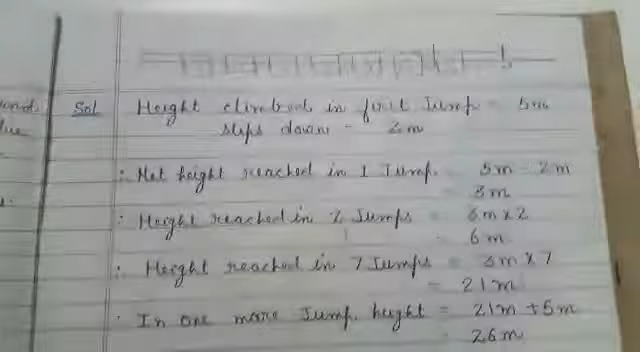 Sol Height climbed in first Jump = 5m
slips down = 2m
∴ Net height reached in 1 Jump = 5m - 2m
= 3m
∴ Height reached in 2 Jumps = 3m x 2
= 6m
∴ Height reached in 7 Jumps = 3m x 7
= 21m
∴ In one more Jump, height = 21m + 5m
= 26m